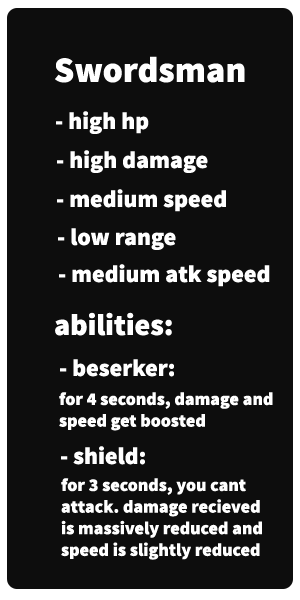 Swordsman
- high hp
- high damage
- medium speed
- low range
- medium atk speed
abilities:
- beserker:
for 4 seconds, damage and
speed get boosted
- shield:
for 3 seconds, you cant
attack. damage recieved
is massively reduced and
speed is slightly reduced